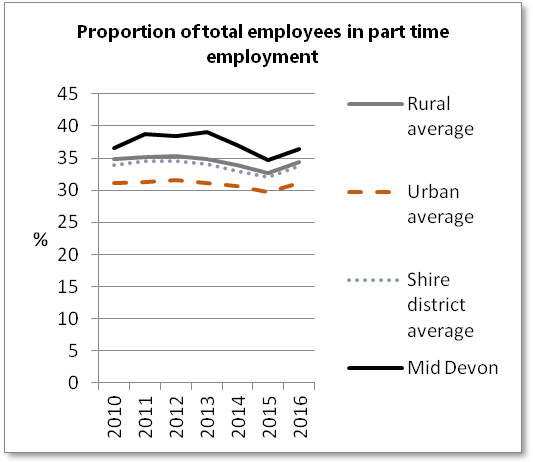 Proportion of total employees in part time
employment
45
40
35
30
25
20
15
10
5
0
%
2010
2011
2012
2013
2014
2015
2016
Rural
average
Urban
average
Shire
district
average
Mid Devon